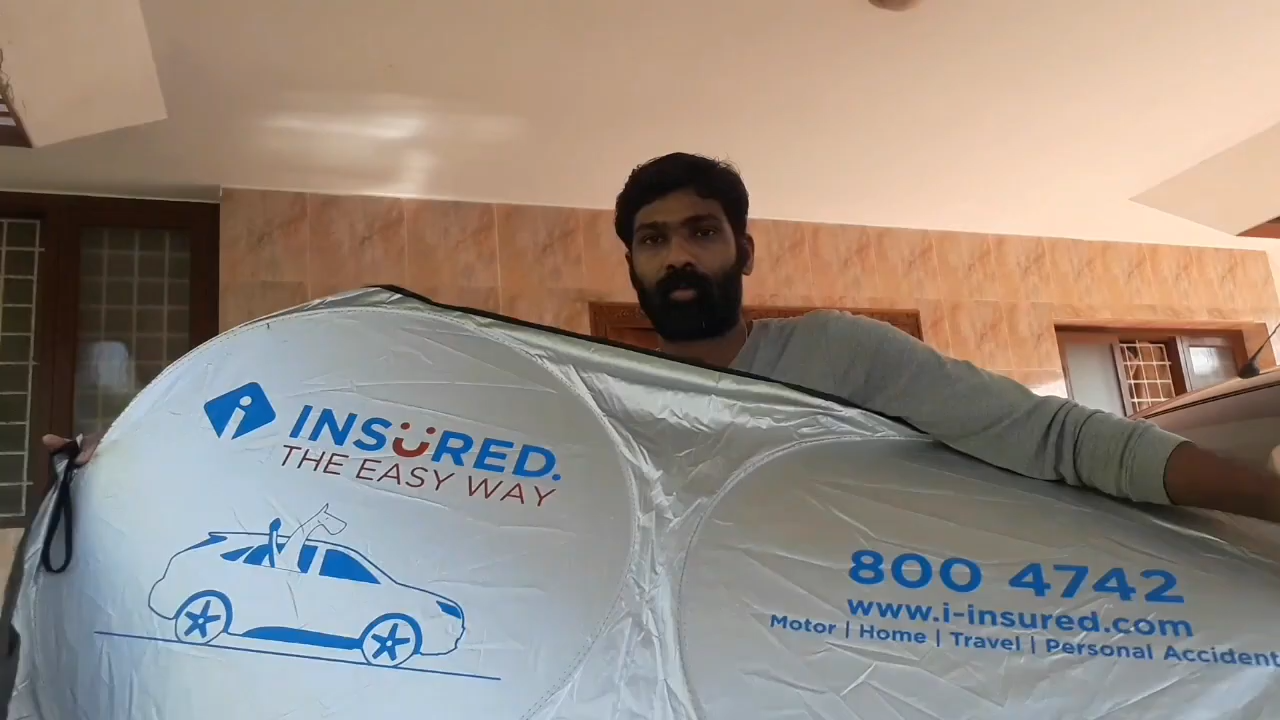 i INSURED.
THE EASY WAY
800 4742
www.i-insured.com
Motor | Home | Travel | Personal Accident